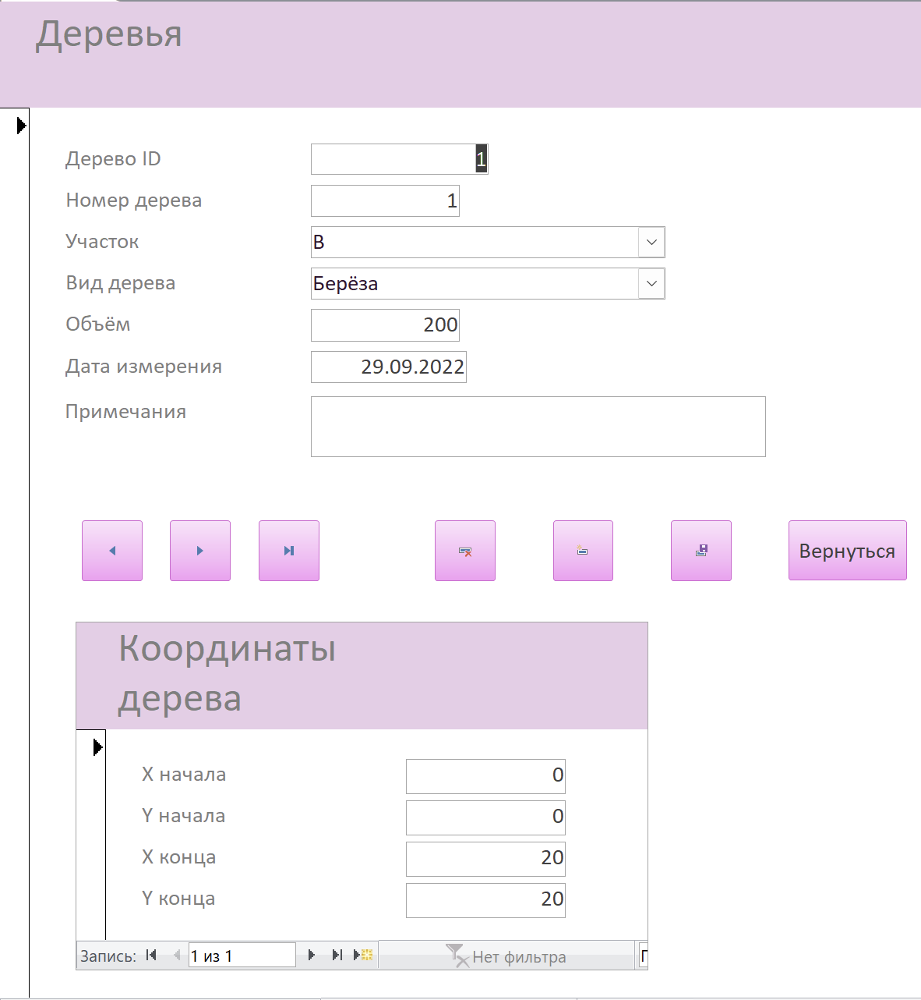 Деревья
Дерево ID 1
Номер дерева 1
Участок В
Вид дерева Берёза
Объём 200
Дата измерения 29.09.2022
Примечания
Вернуться
Координаты
дерева
X начала 0
Y начала 0
X конца 20
Y конца 20
Запись: 1 из 1 Нет фильтра П